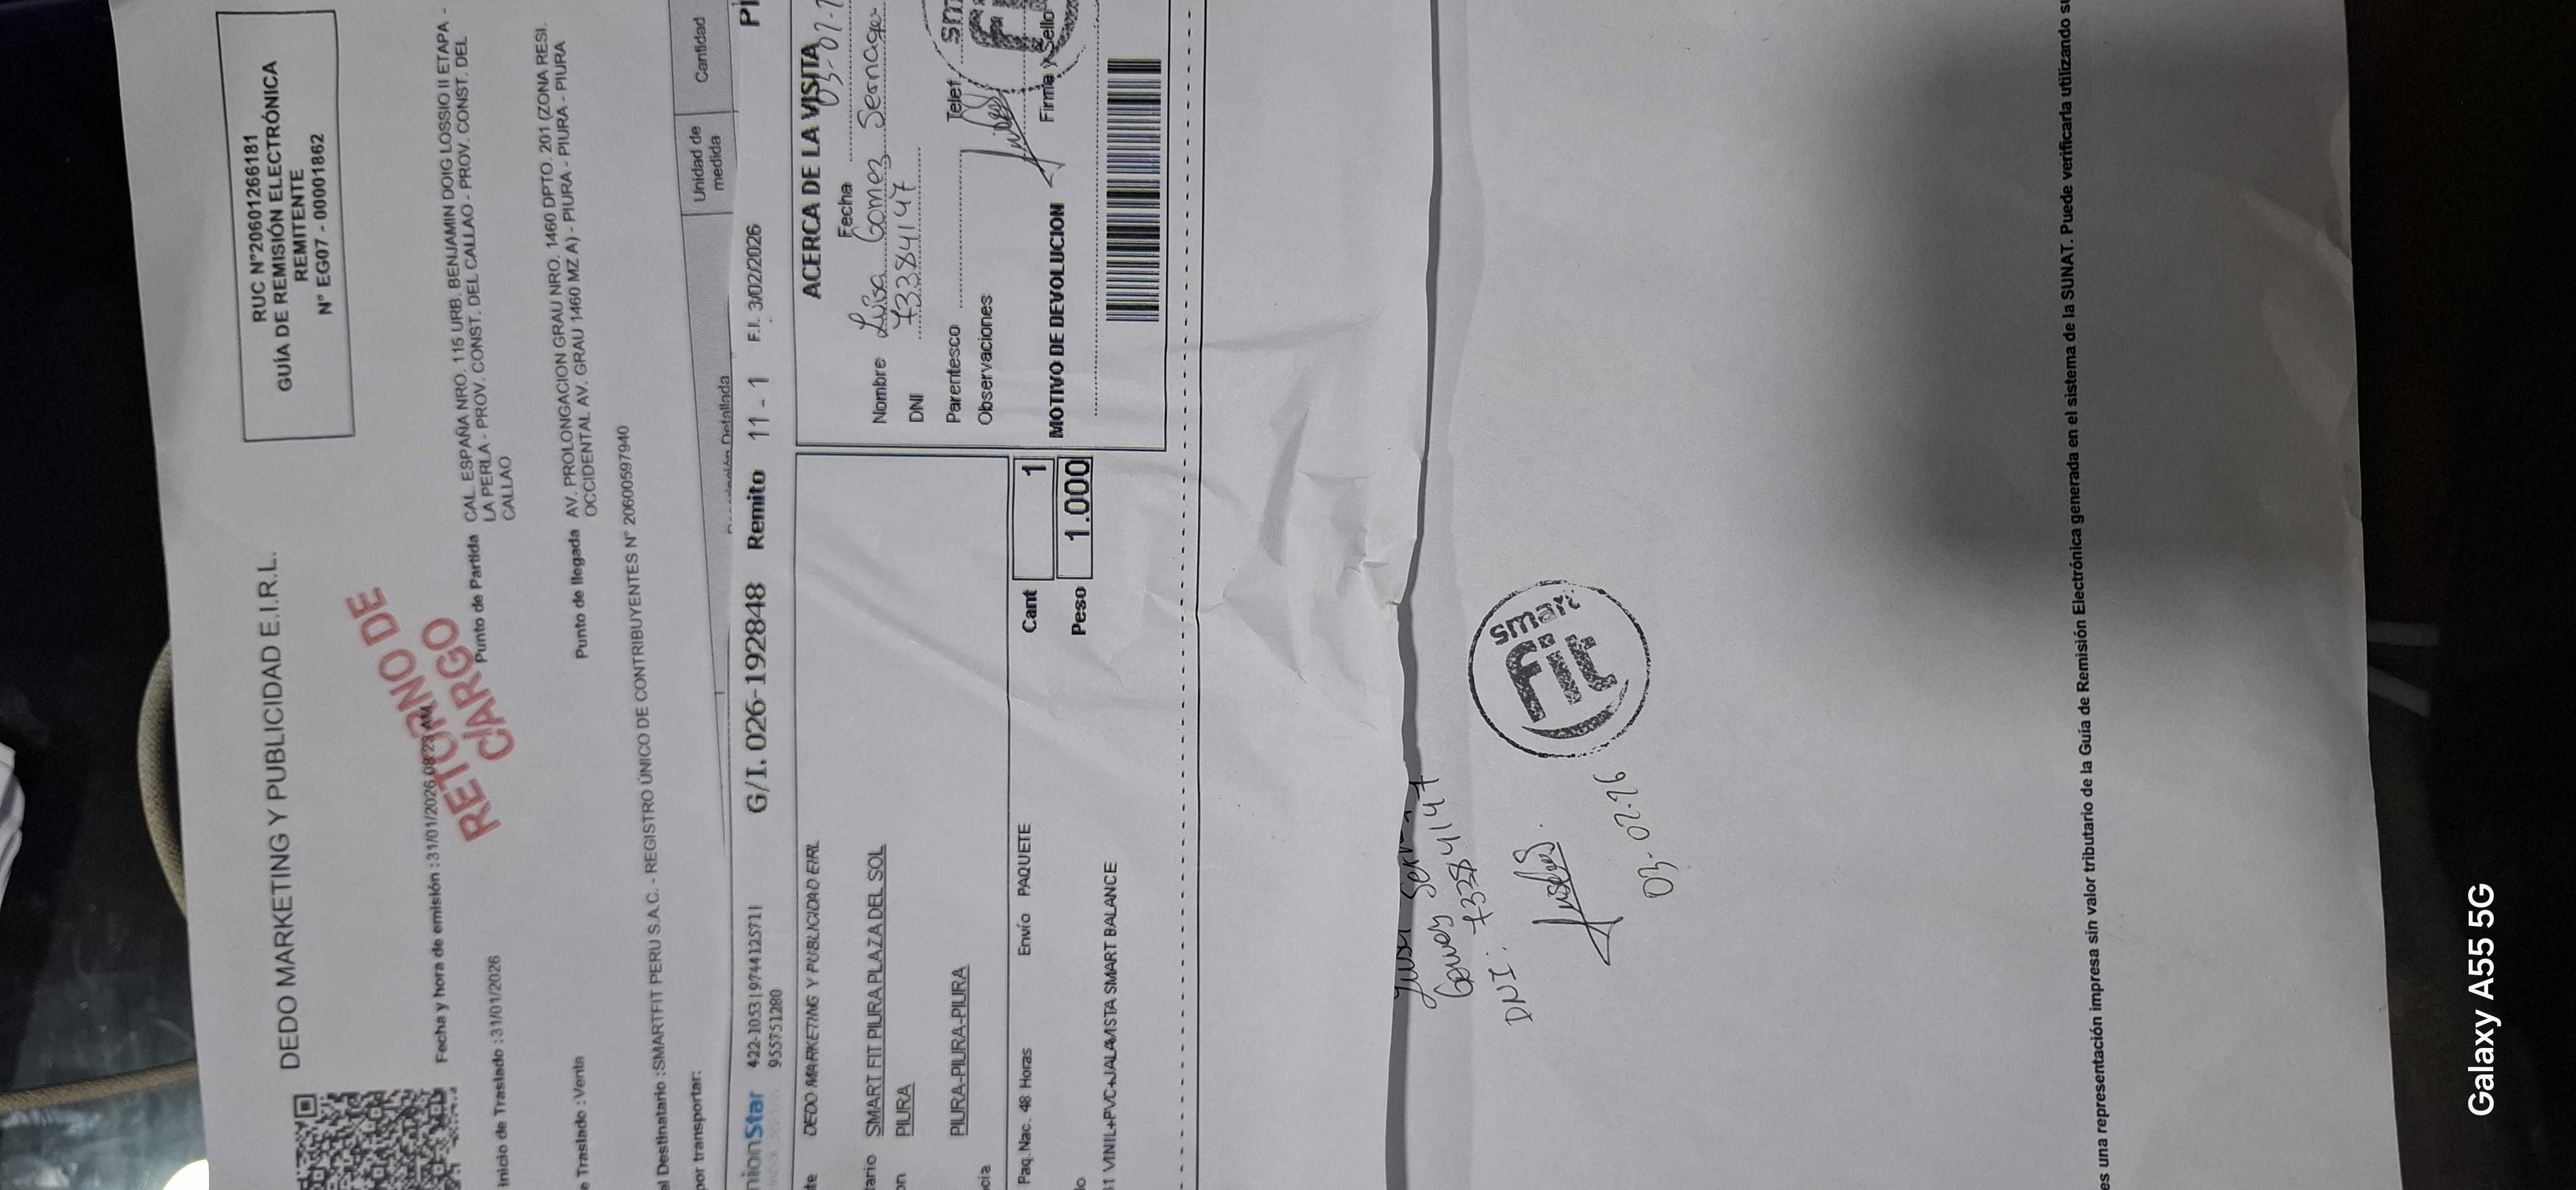 RUC N°20601266181
GUÍA DE REMISIÓN ELECTRÓNICA
REMITENTE
N° EG07 - 00001862
DEDO MARKETING Y PUBLICIDAD E.I.R.L.
RETORNO DE
CARGO
Fecha y hora de emisión :31/01/2026 08:23 AM
Punto de Partida CAL. ESPAÑA NRO. 115 URB. BENJAMIN DOIG LOSSIO II ETAPA -
LA PERLA - PROV. CONST. DEL CALLAO - PROV. CONST. DEL
CALLAO
inicio de Traslado :31/01/2026
Punto de llegada AV. PROLONIGACION GRAU NRO. 1460 DPTO. 201 (ZONA RESI.
OCCIDENTAL AV. GRAU 1460 MZ A) - PIURA - PIURA - PIURA
Traslado :Venta
Destinatario :SMARTFIT PERU S.A.C. - REGISTRO ÚNICO DE CONTRIBUYENTES N° 20600597940
por transportar:
Detallada
Unidad de
medida
Cantidad
Star
422-1053 | 974412571|
955751280
G/I. 026-192848 Remito 11 - 1 F.I. 3/02/2026
DEDO MARKETING Y PUBLICIDAD EIRL
SMART FIT PIURA PLAZA DEL SOL
PIURA
PIURA-PIURA-PIURA
Paq.Nac. 48 Horas Envío PAQUETE
Cant 1
Peso 1.000
VINIL+PVC+JALAVISTA SMART BALANCE
ACERCA DE LA VISITA
Fecha 03-02-
Nombre Luisa Gomez Sernaque
DNI 73384147
Parentesco Telef.
Observaciones
MOTIVO DE DEVOLUCION
Firma y Sello
Gomez
DNI: 73384147
03-02-26
smart
Fit
es una representación impresa sin valor tributario de la Guía de Remisión Electrónica generada en el sistema de la SUNAT. Puede verificarla utilizando
Galaxy A55 5G